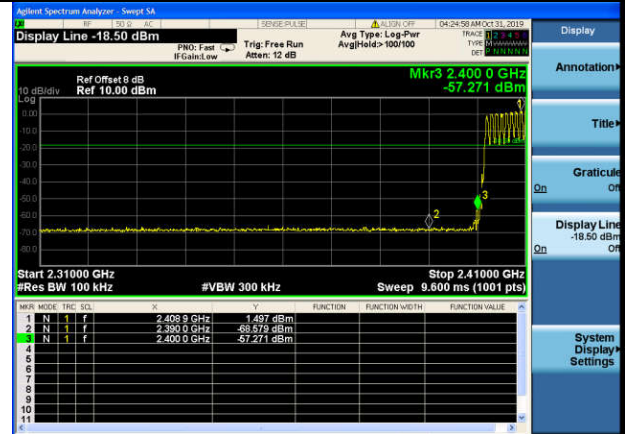 Agilent Spectrum Analyzer - Swept SA
RF 50 Ω AC SENSE:PULSE ALIGN OFF 04:24:58 AM Oct 31, 2019
Display Line -18.50 dBm
PNO: Fast
IFGain:Low
Trig: Free Run
Atten: 12 dB
Avg Type: Log-Pwr
Avg|Hold:>100/100
TRACE 1 2 3 4 5 6
TYPE M
DET P N N N N N
Display
Mkr3 2.400 0 GHz
-57.271 dBm
Ref Offset 8 dB
10 dB/div Ref 10.00 dBm
Log
0.00
-10.0
-20.0
-30.0
-40.0
-50.0
-60.0
-70.0
-80.0
2
3
Start 2.31000 GHz Stop 2.41000 GHz
#Res BW 100 kHz #VBW 300 kHz Sweep 9.600 ms (1001 pts)
MKR MODE TRC SCL X Y FUNCTION FUNCTION WIDTH FUNCTION VALUE
1 N 1 f 2.408 9 GHz 1.497 dBm
2 N 1 f 2.390 0 GHz -68.579 dBm
3 N 1 f 2.400 0 GHz -57.271 dBm
4
5
6
7
8
9
10
11
Annotation
Title
Graticule
On Off
Display Line
-18.50 dBm
On Off
System
Display
Settings